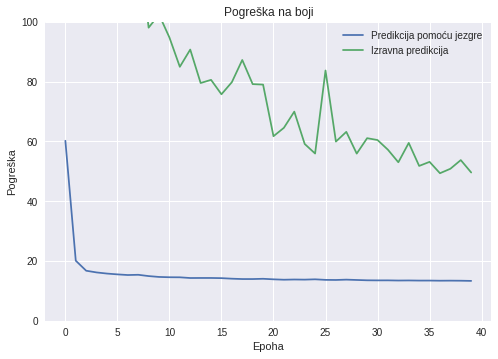 Pogreška na boji
Predikcija pomoću jezgre
Izravna predikcija
Pogreška
100
80
60
40
20
0
0 5 10 15 20 25 30 35 40
Epoha